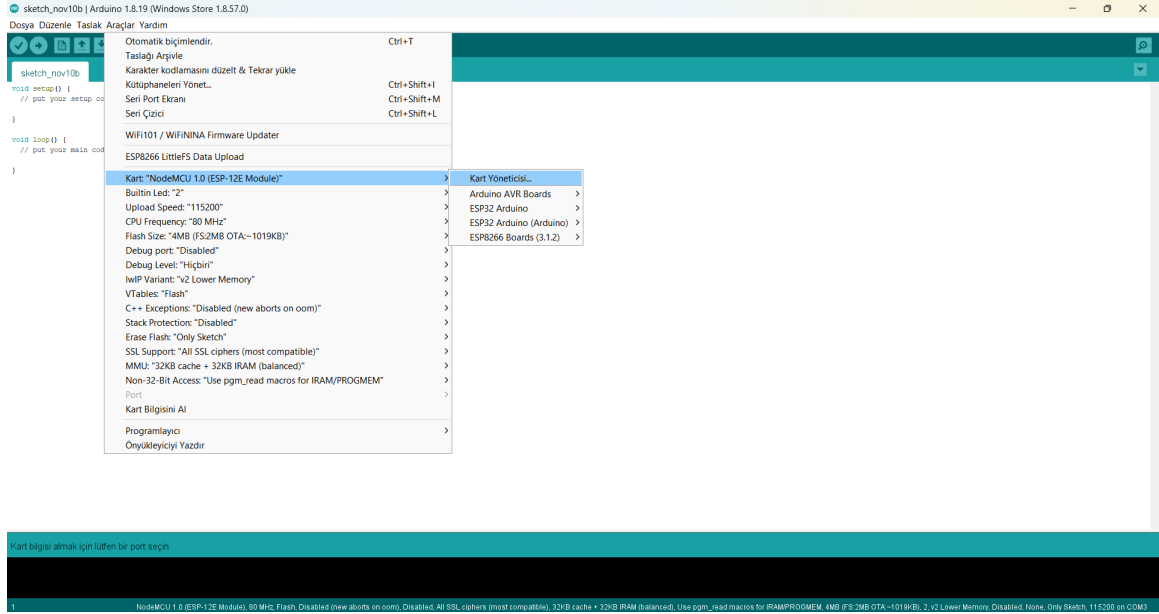 sketch_nov10b | Arduino 1.8.19 (Windows Store 1.8.57.0)
Dosya Düzenle Taslak Araçlar Yardım
sketch_nov10b
void setup() {
// put your setup co
}
void loop() {
// put your main cod
}
Otomatik biçimlendir. Ctrl+T
Taslağı Arşivle
Karakter kodlamasını düzelt & Tekrar yükle
Kütüphaneleri Yönet... Ctrl+Shift+I
Seri Port Ekranı Ctrl+Shift+M
Seri Çizici Ctrl+Shift+L
WiFi101 / WiFiNINA Firmware Updater
ESP8266 LittleFS Data Upload
Kart: "NodeMCU 1.0 (ESP-12E Module)"
Builtin Led: "2"
Upload Speed: "115200"
CPU Frequency: "80 MHz"
Flash Size: "4MB (FS:2MB OTA:~1019KB)"
Debug port: "Disabled"
Debug Level: "Hiçbiri"
lwIP Variant: "v2 Lower Memory"
VTables: "Flash"
C++ Exceptions: "Disabled (new aborts on oom)"
Stack Protection: "Disabled"
Erase Flash: "Only Sketch"
SSL Support: "All SSL ciphers (most compatible)"
MMU: "32KB cache + 32KB IRAM (balanced)"
Non-32-Bit Access: "Use pgm_read macros for IRAM/PROGMEM"
Port
Kart Bilgisini Al
Programlayıcı
Önyükleyiciyi Yazdır
Kart Yöneticisi...
Arduino AVR Boards
ESP32 Arduino
ESP32 Arduino (Arduino)
ESP8266 Boards (3.1.2)
Kart bilgisi almak için lütfen bir port seçin
1 NodeMCU 1.0 (ESP-12E Module), 80 MHz, Flash, Disabled (new aborts on oom), Disabled, All SSL ciphers (most compatible), 32KB cache + 32KB IRAM (balanced), Use pgm_read macros for IRAM/PROGMEM, 4MB (FS:2MB OTA:~1019KB), 2, v2 Lower Memory, Disabled, None, Only Sketch, 115200 on COM3